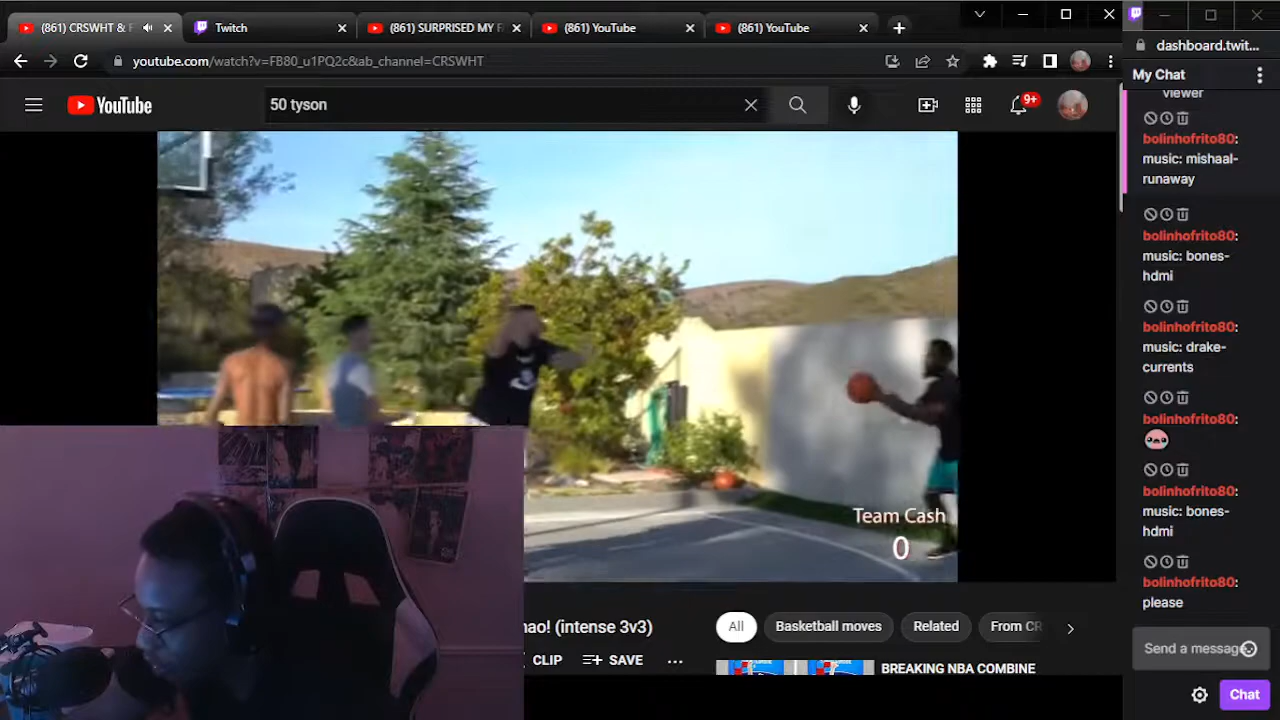 (861) CRSWHT & F
Twitch
(861) SURPRISED MY F
(861) YouTube
(861) YouTube
youtube.com/watch?v=FB80_u1PQ2c&ab_channel=CRSWHT
dashboard.twit...
YouTube
50 tyson
9+
My Chat
viewer
bolinhofrito80:
music: mishaal-
runaway
bolinhofrito80:
music: bones-
hdmi
bolinhofrito80:
music: drake-
currents
bolinhofrito80:
bolinhofrito80:
music: bones-
hdmi
bolinhofrito80:
please
Team Cash
0
nao! (intense 3v3)
All
Basketball moves
Related
From CR
CLIP
SAVE
...
BREAKING NBA COMBINE
Send a message
Chat